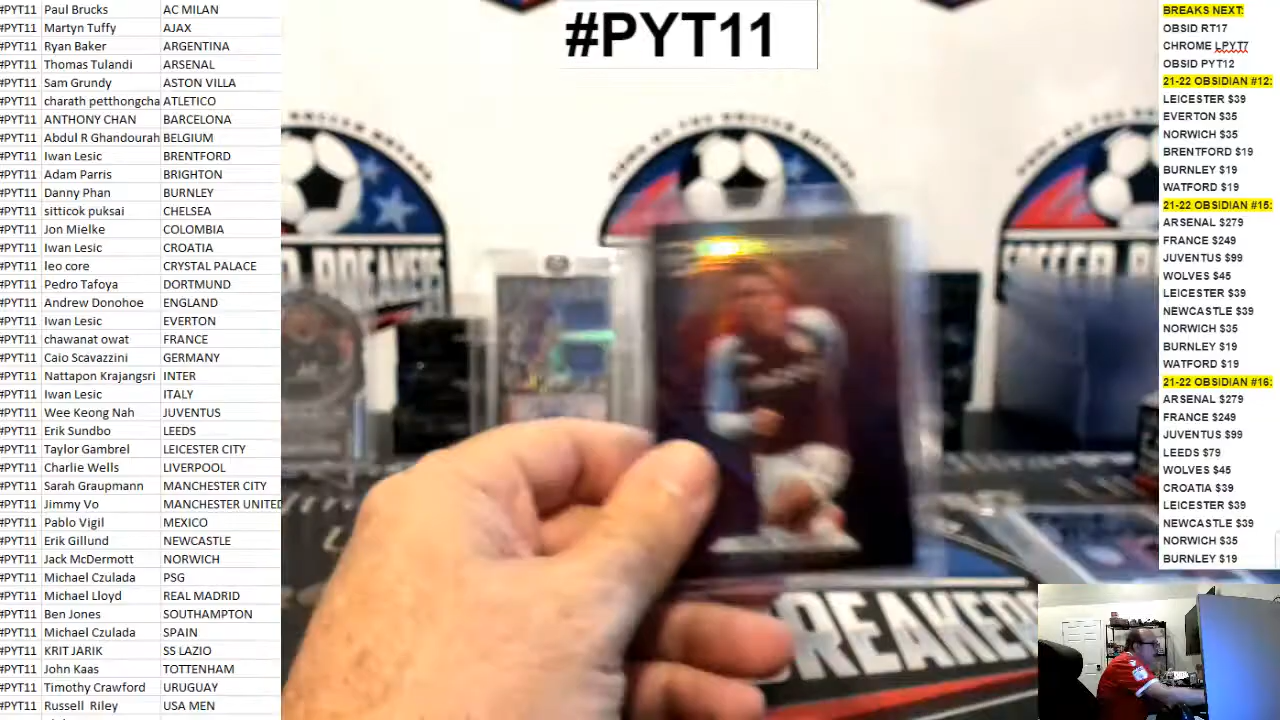 #PYT11 Paul Brucks AC MILAN
#PYT11 Martyn Tuffy AJAX
#PYT11 Ryan Baker ARGENTINA
#PYT11 Thomas Tulandi ARSENAL
#PYT11 Sam Grundy ASTON VILLA
#PYT11 charath petthongcha ATLETICO
#PYT11 ANTHONY CHAN BARCELONA
#PYT11 Abdul R Ghandourah BELGIUM
#PYT11 Iwan Lesic BRENTFORD
#PYT11 Adam Parris BRIGHTON
#PYT11 Danny Phan BURNLEY
#PYT11 sitticok puksai CHELSEA
#PYT11 Jon Mielke COLOMBIA
#PYT11 Iwan Lesic CROATIA
#PYT11 leo core CRYSTAL PALACE
#PYT11 Pedro Tafoya DORTMUND
#PYT11 Andrew Donohoe ENGLAND
#PYT11 Iwan Lesic EVERTON
#PYT11 chawanat owat FRANCE
#PYT11 Caio Scavazzini GERMANY
#PYT11 Nattapon Krajangsri INTER
#PYT11 Iwan Lesic ITALY
#PYT11 Wee Keong Nah JUVENTUS
#PYT11 Erik Sundbo LEEDS
#PYT11 Taylor Gambrel LEICESTER CITY
#PYT11 Charlie Wells LIVERPOOL
#PYT11 Sarah Graupmann MANCHESTER CITY
#PYT11 Jimmy Vo MANCHESTER UNITED
#PYT11 Pablo Vigil MEXICO
#PYT11 Erik Gillund NEWCASTLE
#PYT11 Jack McDermott NORWICH
#PYT11 Michael Czulada PSG
#PYT11 Michael Lloyd REAL MADRID
#PYT11 Ben Jones SOUTHAMPTON
#PYT11 Michael Czulada SPAIN
#PYT11 KRIT JARIK SS LAZIO
#PYT11 John Kaas TOTTENHAM
#PYT11 Timothy Crawford URUGUAY
#PYT11 Russell Riley USA MEN
#PYT11
BREAKERS
SOCCER BR
BREAKERS
BREAKS NEXT:
OBSID RT17
CHROME LPYT7
OBSID PYT12
21-22 OBSIDIAN #12:
LEICESTER $39
EVERTON $35
NORWICH $35
BRENTFORD $19
BURNLEY $19
WATFORD $19
21-22 OBSIDIAN #15:
ARSENAL $279
FRANCE $249
JUVENTUS $99
WOLVES $45
LEICESTER $39
NEWCASTLE $39
NORWICH $35
BURNLEY $19
WATFORD $19
21-22 OBSIDIAN #16:
ARSENAL $279
FRANCE $249
JUVENTUS $99
LEEDS $79
WOLVES $45
CROATIA $39
LEICESTER $39
NEWCASTLE $39
NORWICH $35
BURNLEY $19